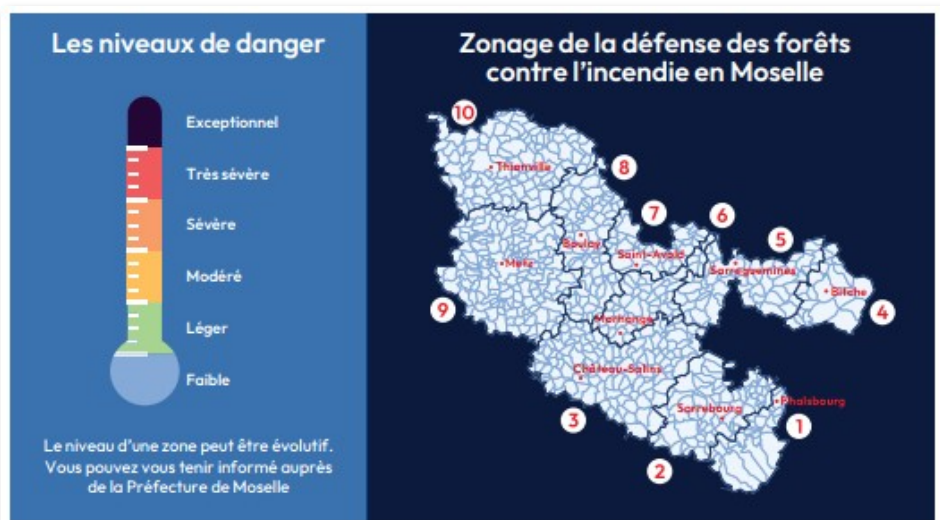 Les niveaux de danger
Exceptionnel
Très sévère
Sévère
Modéré
Léger
Faible
Le niveau d'une zone peut être évolutif.
Vous pouvez vous tenir informé auprès
de la Préfecture de Moselle
Zonage de la défense des forêts
contre l'incendie en Moselle
10
Thionville
8
7
6
5
Boulay
Saint-Avold
Sarreguemines
Metz
Bitche
9
4
Morhange
Château-Salins
Phalsbourg
Sarrebourg
3
1
2